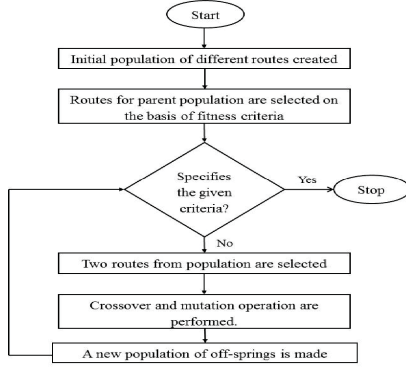 Start
Initial population of different routes created
Routes for parent population are selected on
the basis of fitness criteria
Specifies
the given
criteria?
Yes
Stop
No
Two routes from population are selected
Crossover and mutation operation are
performed.
A new population of off-springs is made